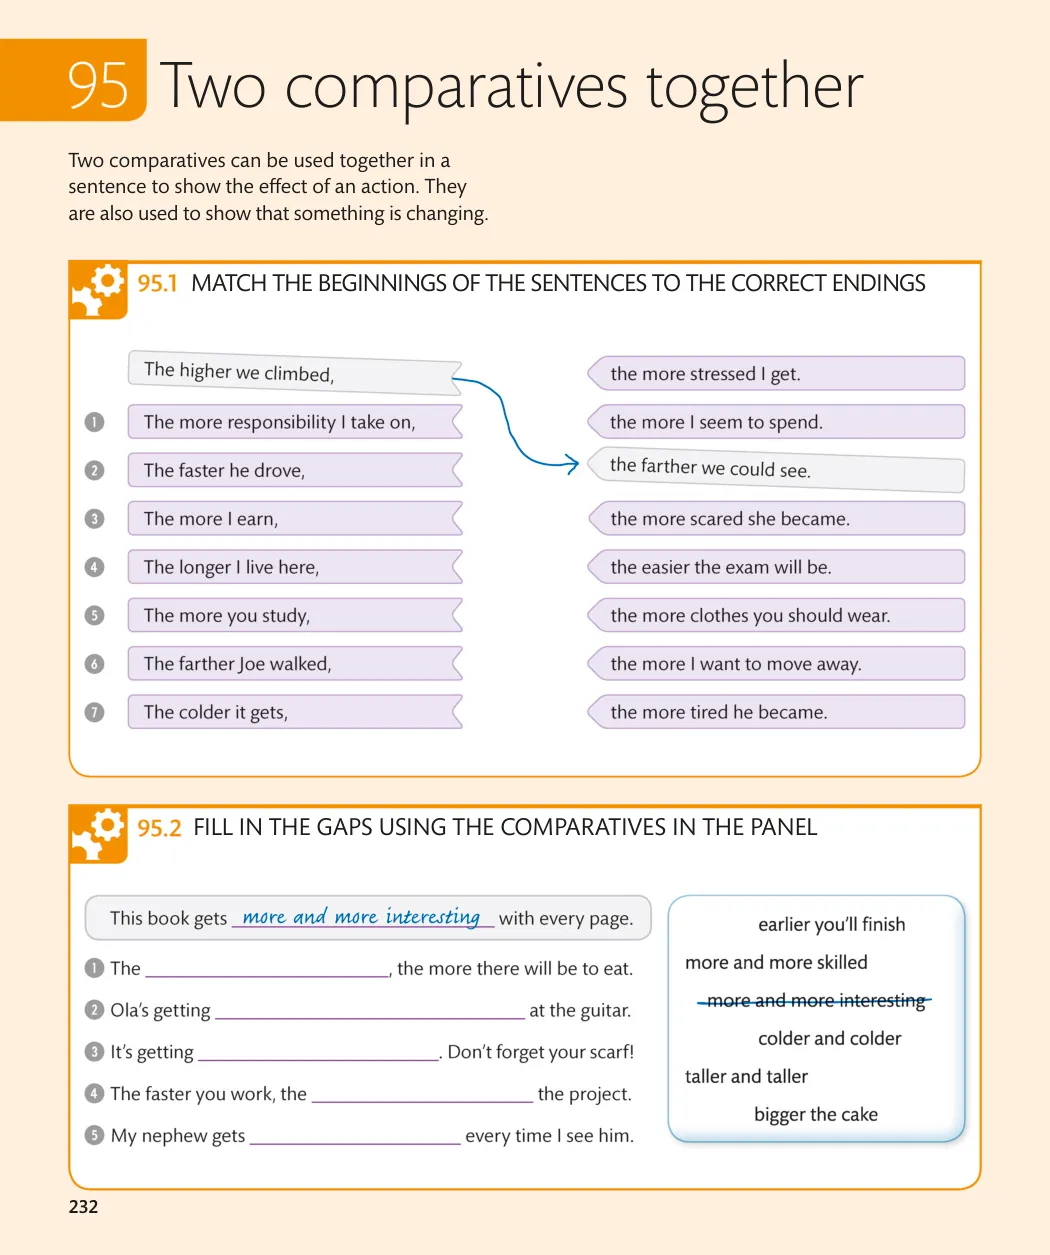 95 Two comparatives together
Two comparatives can be used together in a
sentence to show the effect of an action. They
are also used to show that something is changing.
95.1 MATCH THE BEGINNINGS OF THE SENTENCES TO THE CORRECT ENDINGS
The higher we climbed,
1 The more responsibility I take on,
2 The faster he drove,
3 The more I earn,
4 The longer I live here,
5 The more you study,
6 The farther Joe walked,
7 The colder it gets,
the more stressed I get.
the more I seem to spend.
the farther we could see.
the more scared she became.
the easier the exam will be.
the more clothes you should wear.
the more I want to move away.
the more tired he became.
95.2 FILL IN THE GAPS USING THE COMPARATIVES IN THE PANEL
This book gets more and more interesting with every page.
1 The ____, the more there will be to eat.
2 Ola’s getting ____ at the guitar.
3 It’s getting ____. Don’t forget your scarf!
4 The faster you work, the ____ the project.
5 My nephew gets ____ every time I see him.
earlier you’ll finish
more and more skilled
more and more interesting
colder and colder
taller and taller
bigger the cake
232